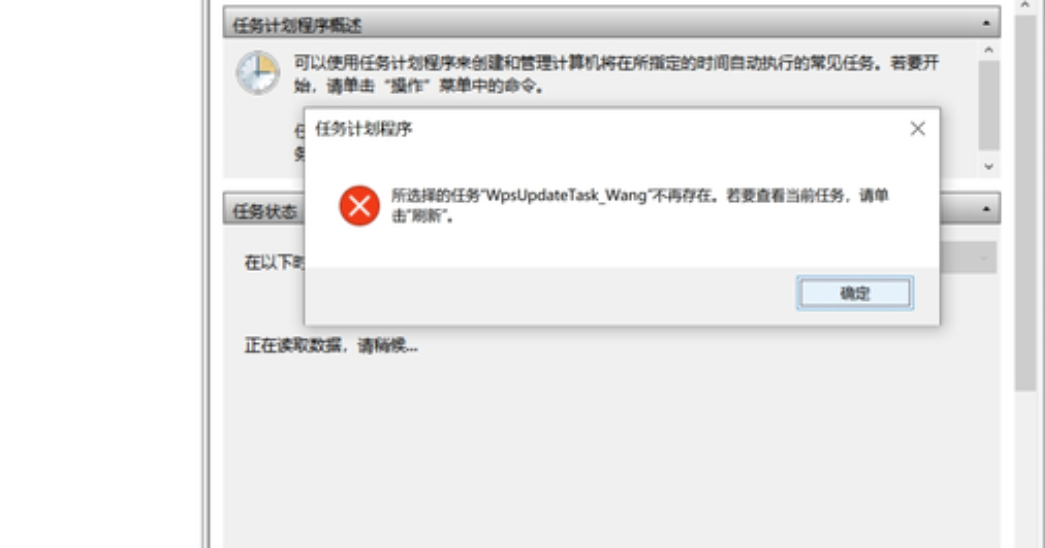 任务计划程序概述
可以使用任务计划程序来创建和管理计算机将在所指定的时间自动执行的常见任务。若要开
始，请单击 “操作” 菜单中的命令。
任务计划程序
所选择的任务“WpsUpdateTask_Wang”不再存在。若要查看当前任务，请单
击“刷新”。
任务状态
在以下时
确定
正在读取数据，请稍候...